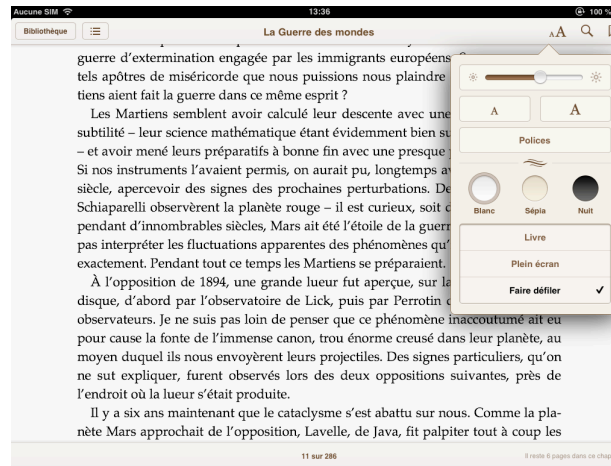 Aucune SIM 13:36 100 %
Bibliothèque La Guerre des mondes AA
guerre d'extermination engagée par les immigrants européens
tels apôtres de miséricorde que nous puissions nous plaindre
tiens aient fait la guerre dans ce même esprit ?
Les Martiens semblent avoir calculé leur descente avec une
subtilité – leur science mathématique étant évidemment bien
– et avoir mené leurs préparatifs à bonne fin avec une presque
Si nos instruments l'avaient permis, on aurait pu, longtemps
siècle, apercevoir des signes des prochaines perturbations.
Schiaparelli observèrent la planète rouge – il est curieux, soit
pendant d'innombrables siècles, Mars ait été l'étoile de la
pas interpréter les fluctuations apparentes des phénomènes
exactement. Pendant tout ce temps les Martiens se préparaient.
À l'opposition de 1894, une grande lueur fut aperçue, sur
disque, d'abord par l'observatoire de Lick, puis par Perrotin
observateurs. Je ne suis pas loin de penser que ce phénomène inaccoutumé ait eu
pour cause la fonte de l'immense canon, trou énorme creusé dans leur planète, au
moyen duquel ils nous envoyèrent leurs projectiles. Des signes particuliers, qu'on
ne sut expliquer, furent observés lors des deux oppositions suivantes, près de
l'endroit où la lueur s'était produite.
Il y a six ans maintenant que le cataclysme s'est abattu sur nous. Comme la pla-
nète Mars approchait de l'opposition, Lavelle, de Java, fit palpiter tout à coup les
A A
Polices
Blanc Sépia Nuit
Livre
Plein écran
Faire défiler
11 sur 286 Il reste 6 pages dans ce chap